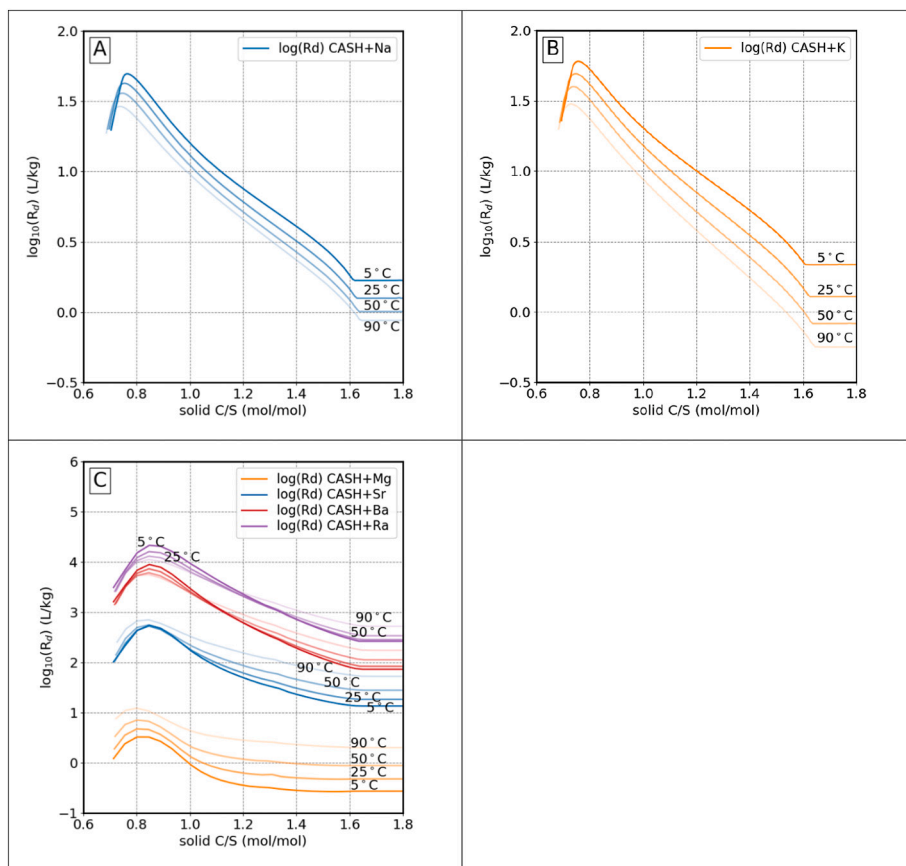 A
log(Rd) CASH+Na
2.0
1.5
1.0
0.5
0.0
−0.5
log₁₀(R_d) (L/kg)
5°C
25°C
50°C
90°C
0.6 0.8 1.0 1.2 1.4 1.6 1.8
solid C/S (mol/mol)
B
log(Rd) CASH+K
2.0
1.5
1.0
0.5
0.0
−0.5
log₁₀(R_d) (L/kg)
5°C
25°C
50°C
90°C
0.6 0.8 1.0 1.2 1.4 1.6 1.8
solid C/S (mol/mol)
C
log(Rd) CASH+Mg
log(Rd) CASH+Sr
log(Rd) CASH+Ba
log(Rd) CASH+Ra
6
5
4
3
2
1
0
−1
log₁₀(R_d) (L/kg)
5°C
25°C
90°C
50°C
90°C
50°C
25°C
5°C
90°C
50°C
25°C
5°C
0.6 0.8 1.0 1.2 1.4 1.6 1.8
solid C/S (mol/mol)